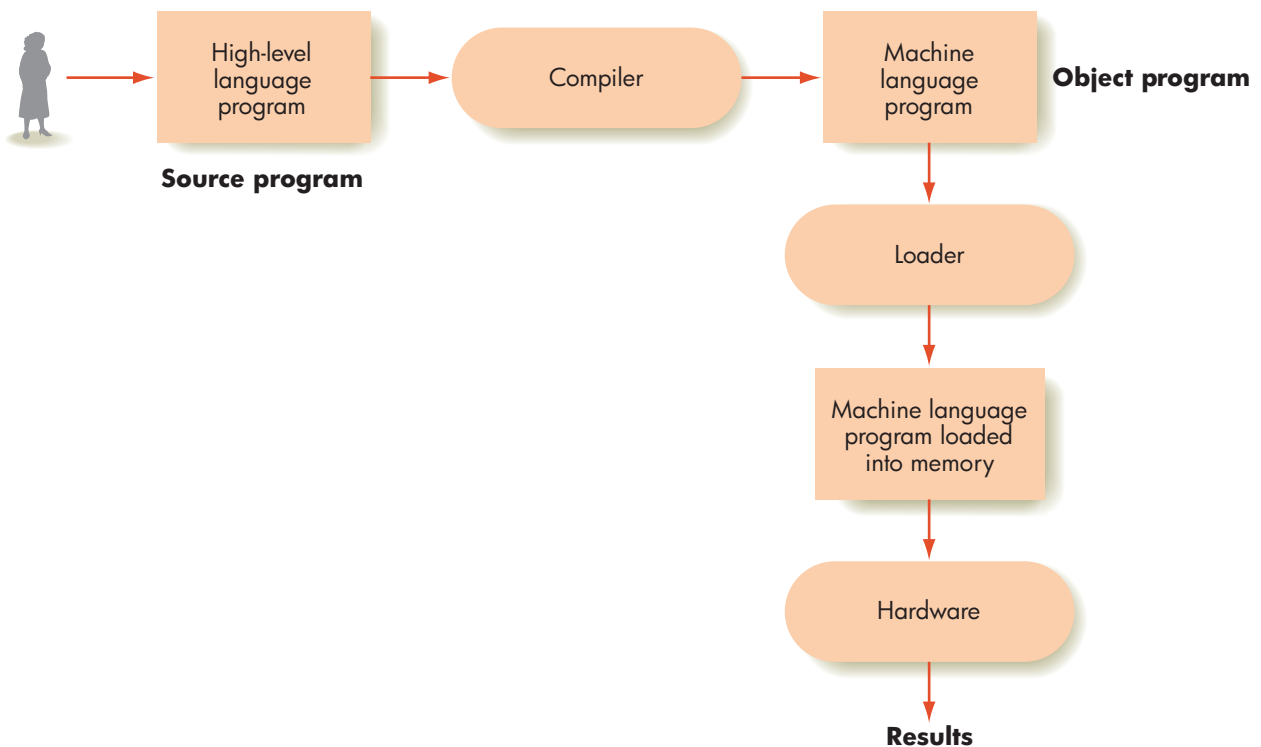 High-level
language
program
Source program
Compiler
Machine
language
program
Object program
Loader
Machine language
program loaded
into memory
Hardware
Results